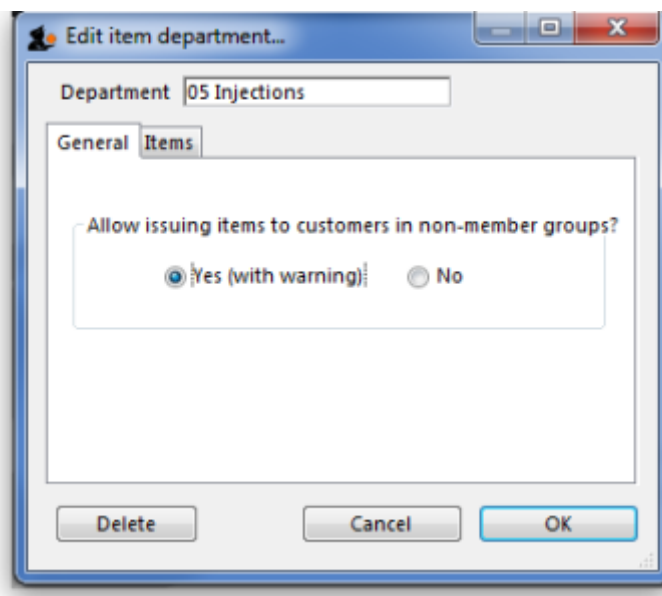 Edit item department...
Department 05 Injections
General Items
Allow issuing items to customers in non-member groups?
Yes (with warning) No
Delete Cancel OK